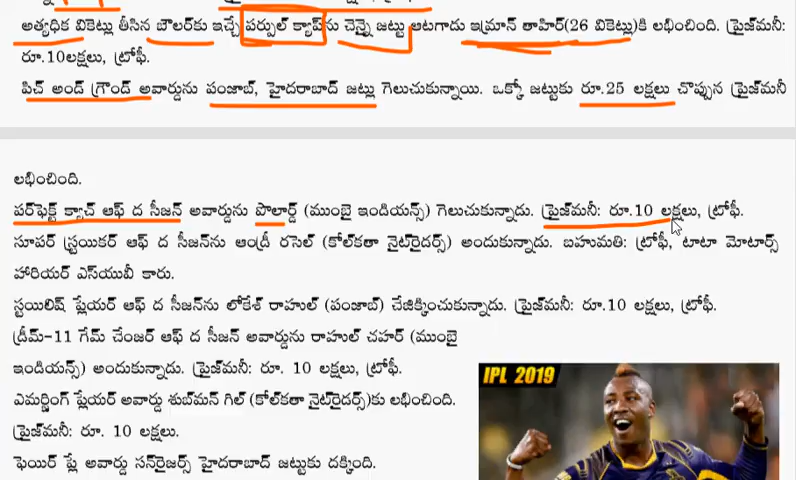 అత్యధిక వికెట్లు తీసిన బౌలర్‌కు ఇచ్చే పర్పుల్ క్యాప్‌ను చెన్నై జట్టు ఆటగాడు ఇమ్రాన్ తాహిర్(26 వికెట్లు)కి లభించింది. ప్రైజ్‌మనీ:
రూ.10లక్షలు, ట్రోఫీ.
పిచ్ అండ్ గ్రౌండ్ అవార్డును పంజాబ్, హైదరాబాద్ జట్లు గెలుచుకున్నాయి. ఒక్కో జట్టుకు రూ.25 లక్షలు చొప్పున ప్రైజ్‌మనీ
లభించింది.
పర్‌ఫెక్ట్ క్యాచ్ ఆఫ్ ద సీజన్ అవార్డును పొలార్డ్ (ముంబై ఇండియన్స్) గెలుచుకున్నాడు. ప్రైజ్‌మనీ: రూ.10 లక్షలు, ట్రోఫీ.
సూపర్ స్ట్రయికర్ ఆఫ్ ద సీజన్‌ను ఆండ్రీ రసెల్ (కోల్‌కతా నైట్‌రైడర్స్) అందుకున్నాడు. బహుమతి: ట్రోఫీ, టాటా మోటార్స్
హారియర్ ఎస్‌యువీ కారు.
స్టయిలిష్ ప్లేయర్ ఆఫ్ ద సీజన్‌ను లోకేశ్ రాహుల్ (పంజాబ్) చేజిక్కించుకున్నాడు. ప్రైజ్‌మనీ: రూ.10 లక్షలు, ట్రోఫీ.
డ్రీమ్-11 గేమ్ చేంజర్ ఆఫ్ ద సీజన్ అవార్డును రాహుల్ చహర్ (ముంబై
ఇండియన్స్) అందుకున్నాడు. ప్రైజ్‌మనీ: రూ. 10 లక్షలు, ట్రోఫీ.
ఎమర్జింగ్ ప్లేయర్ అవార్డు శుబ్‌మన్ గిల్ (కోల్‌కతా నైట్‌రైడర్స్)కు లభించింది.
ప్రైజ్‌మనీ: రూ. 10 లక్షలు.
ఫెయిర్ ప్లే అవార్డు సన్‌రైజర్స్ హైదరాబాద్ జట్టుకు దక్కింది.
IPL 2019